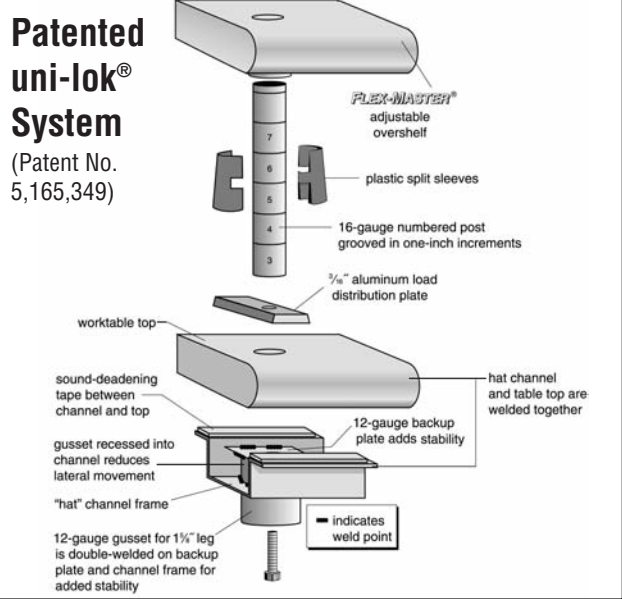 Patented
uni-lok®
System
(Patent No.
5,165,349)
FLEX-MASTER®
adjustable
overshelf
7
6
5
4
3
plastic split sleeves
16-gauge numbered post
grooved in one-inch increments
3/16˝ aluminum load
distribution plate
worktable top
sound-deadening
tape between
channel and top
hat channel
and table top are
welded together
12-gauge backup
plate adds stability
gusset recessed into
channel reduces
lateral movement
"hat" channel frame
12-gauge gusset for 1⅝˝ leg
is double-welded on backup
plate and channel frame for
added stability
indicates
weld point